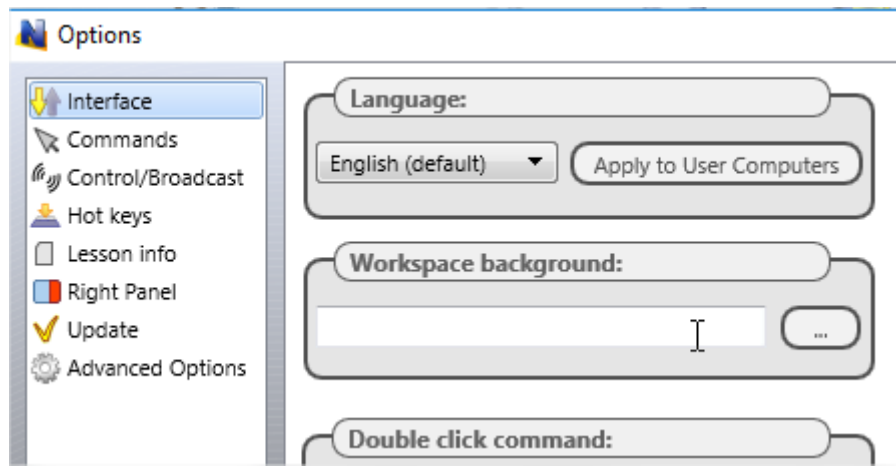 Options
Interface
Commands
Control/Broadcast
Hot keys
Lesson info
Right Panel
Update
Advanced Options
Language:
English (default)
Apply to User Computers
Workspace background:
...
Double click command: